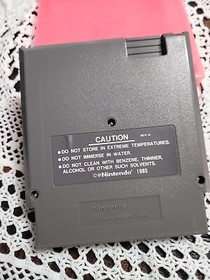 CAUTION
REV-A
● DO NOT STORE IN EXTREME TEMPERATURES.
● DO NOT IMMERSE IN WATER.
● DO NOT CLEAN WITH BENZENE, THINNER,
ALCOHOL OR OTHER SUCH SOLVENTS.
©®Nintendo 1985
Nintendo